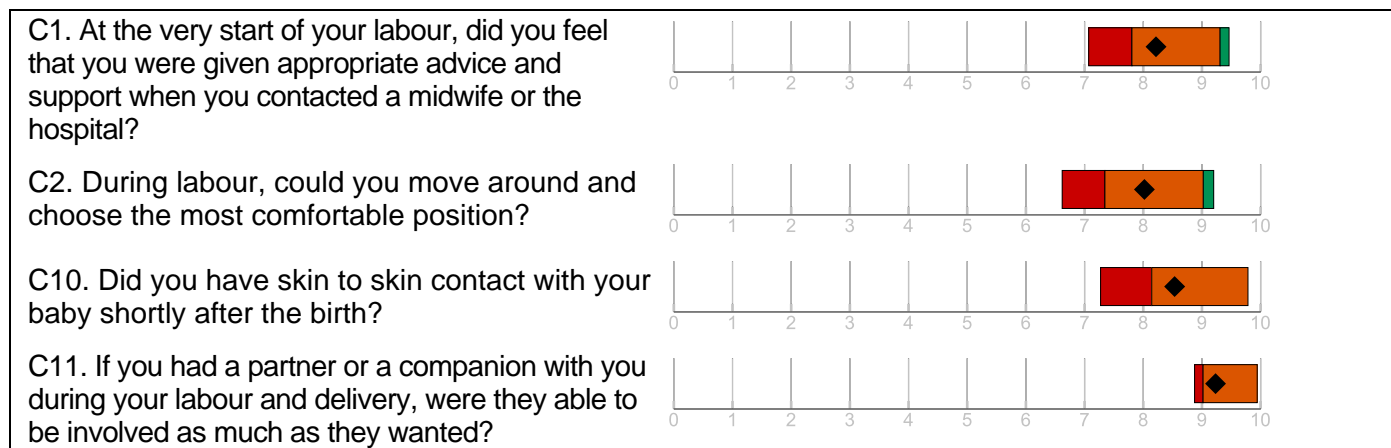 C1. At the very start of your labour, did you feel
that you were given appropriate advice and
support when you contacted a midwife or the
hospital?
0 1 2 3 4 5 6 7 8 9 10
C2. During labour, could you move around and
choose the most comfortable position?
0 1 2 3 4 5 6 7 8 9 10
C10. Did you have skin to skin contact with your
baby shortly after the birth?
0 1 2 3 4 5 6 7 8 9 10
C11. If you had a partner or a companion with you
during your labour and delivery, were they able to
be involved as much as they wanted?
0 1 2 3 4 5 6 7 8 9 10